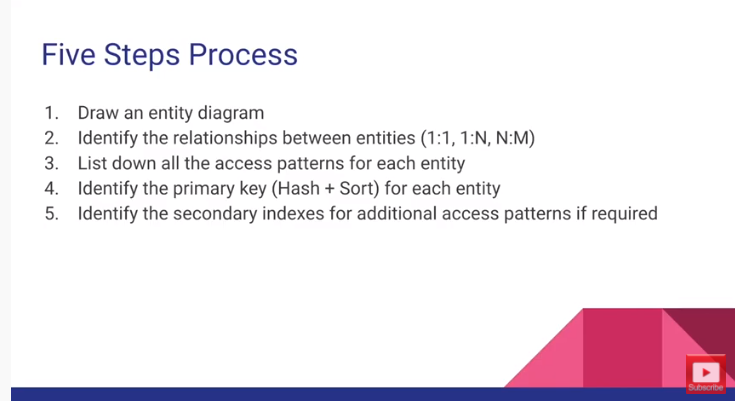 Five Steps Process
1. Draw an entity diagram
2. Identify the relationships between entities (1:1, 1:N, N:M)
3. List down all the access patterns for each entity
4. Identify the primary key (Hash + Sort) for each entity
5. Identify the secondary indexes for additional access patterns if required
Subscribe